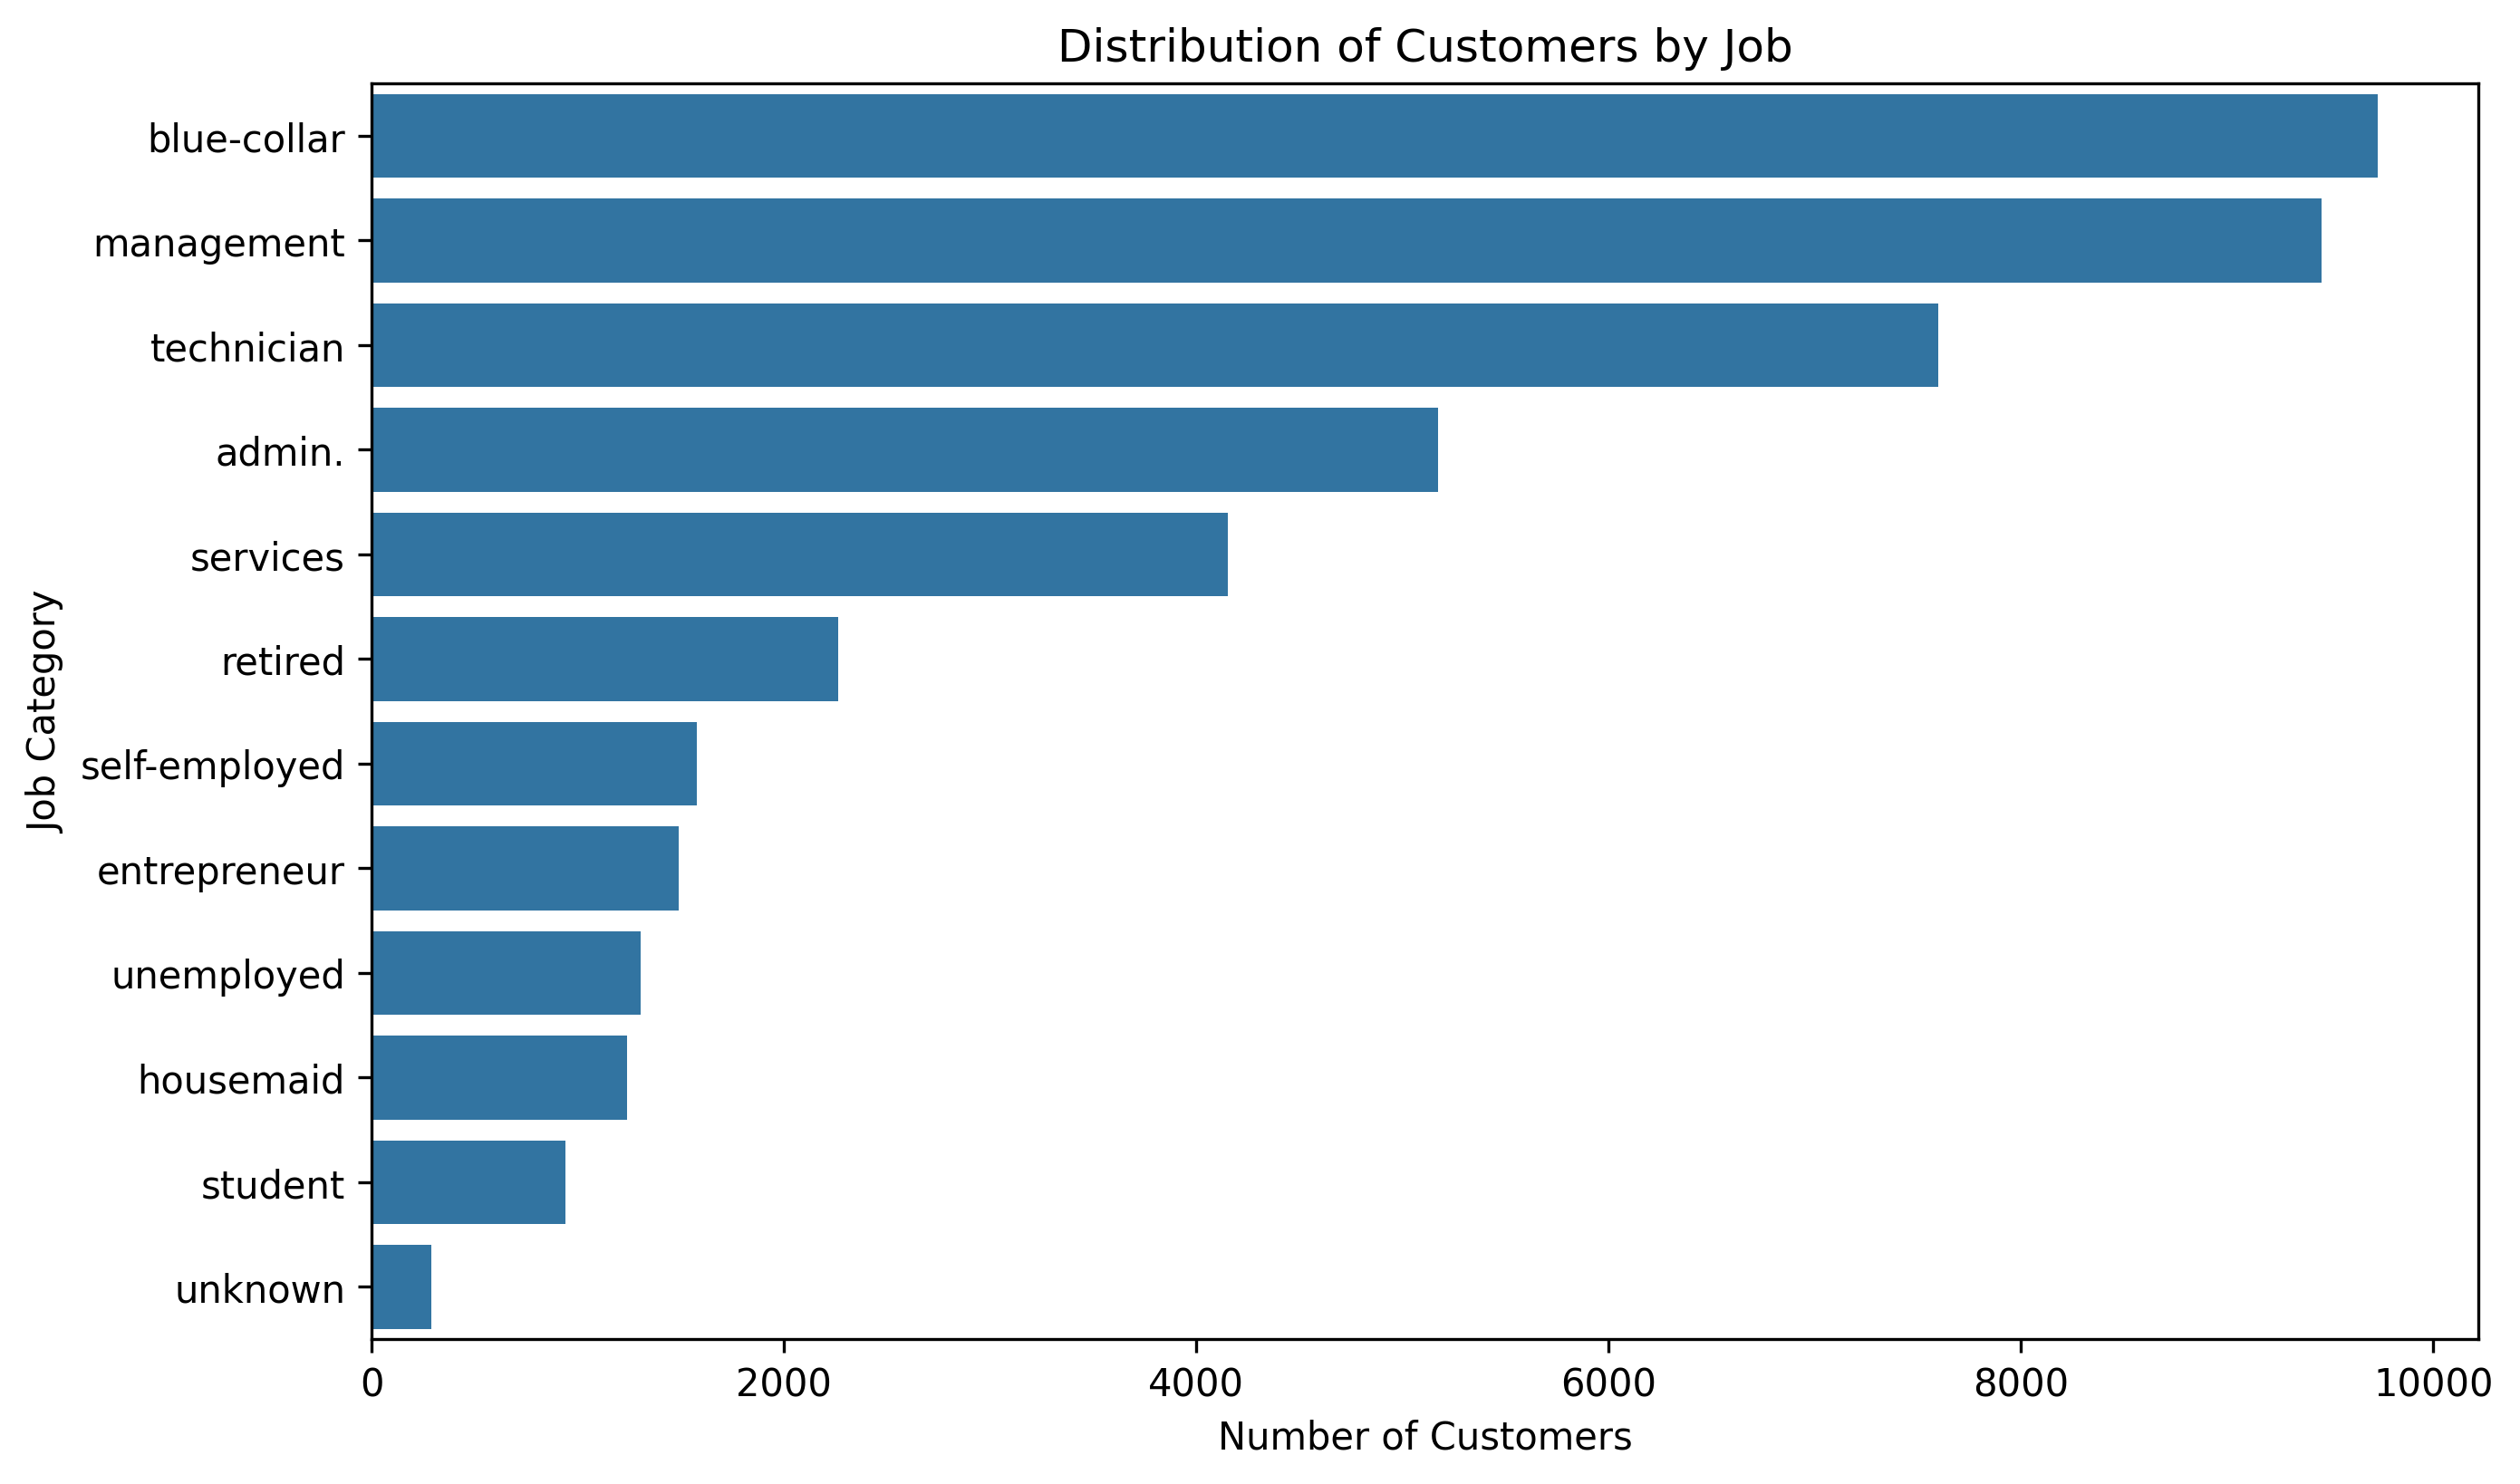 Distribution of Customers by Job
Job Category
blue-collar
management
technician
admin.
services
retired
self-employed
entrepreneur
unemployed
housemaid
student
unknown
0 2000 4000 6000 8000 10000
Number of Customers